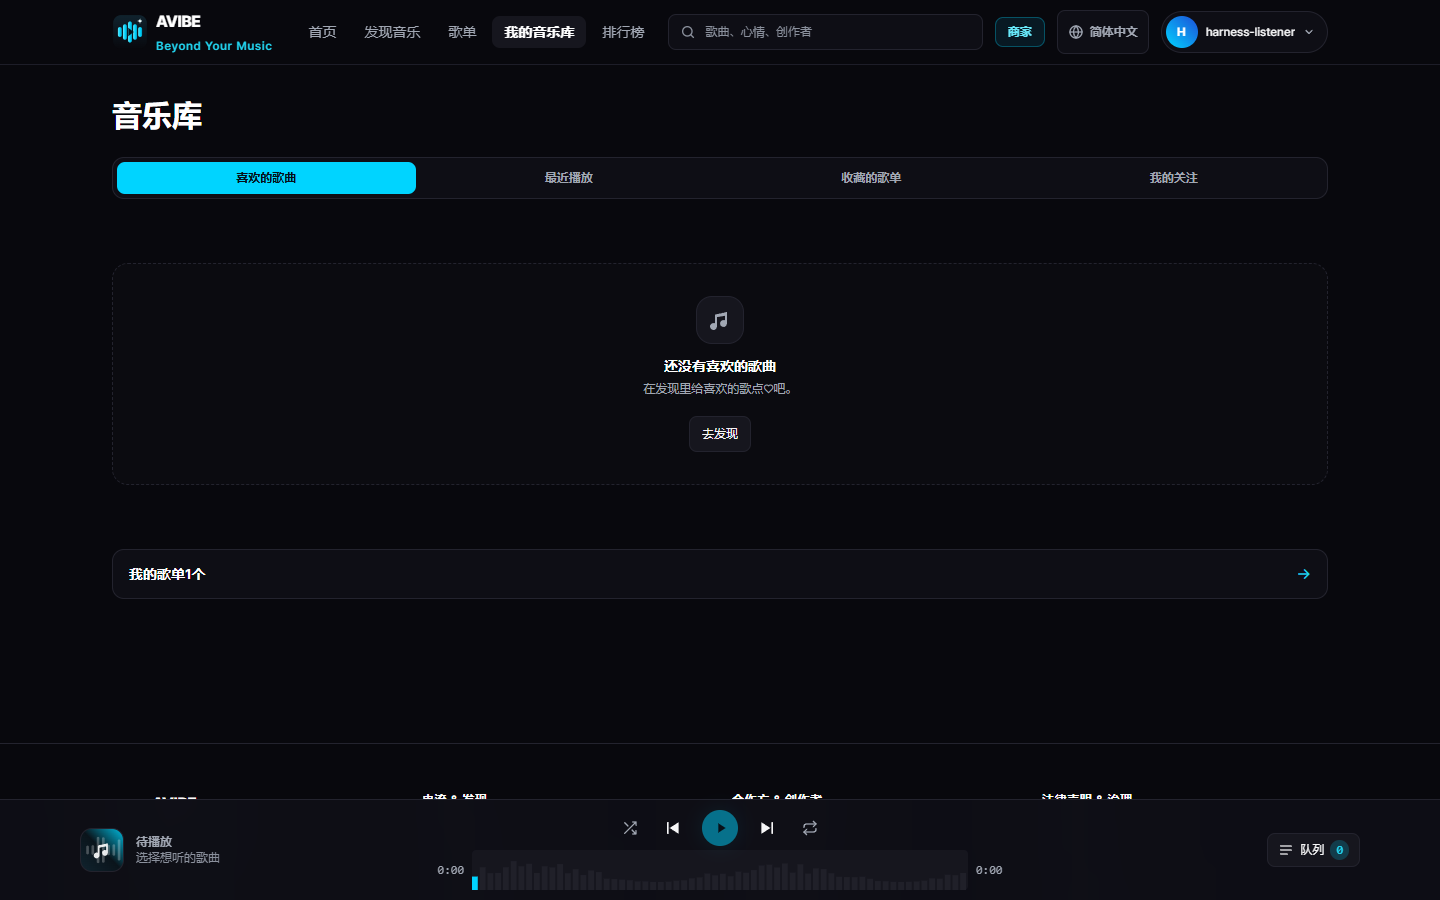 AVIBE
Beyond Your Music
首页
发现音乐
歌单
我的音乐库
排行榜
歌曲、心情、创作者
商家
简体中文
H
harness-listener
音乐库
喜欢的歌曲
最近播放
收藏的歌单
我的关注
还没有喜欢的歌曲
在发现里给喜欢的歌点♡吧。
去发现
我的歌单1个
待播放
选择想听的歌曲
0:00
0:00
队列
0